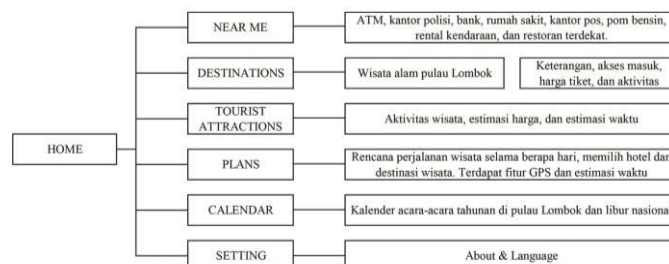 NEAR ME
ATM, kantor polisi, bank, rumah sakit, kantor pos, pom bensin,
rental kendaraan, dan restoran terdekat.
DESTINATIONS
Wisata alam pulau Lombok
Keterangan, akses masuk,
harga tiket, dan aktivitas
TOURIST
ATTRACTIONS
Aktivitas wisata, estimasi harga, dan estimasi waktu
HOME
PLANS
Rencana perjalanan wisata selama berapa hari, memilih hotel dan
destinasi wisata. Terdapat fitur GPS dan estimasi waktu
CALENDAR
Kalender acara-acara tahunan di pulau Lombok dan libur nasional
SETTING
About & Language